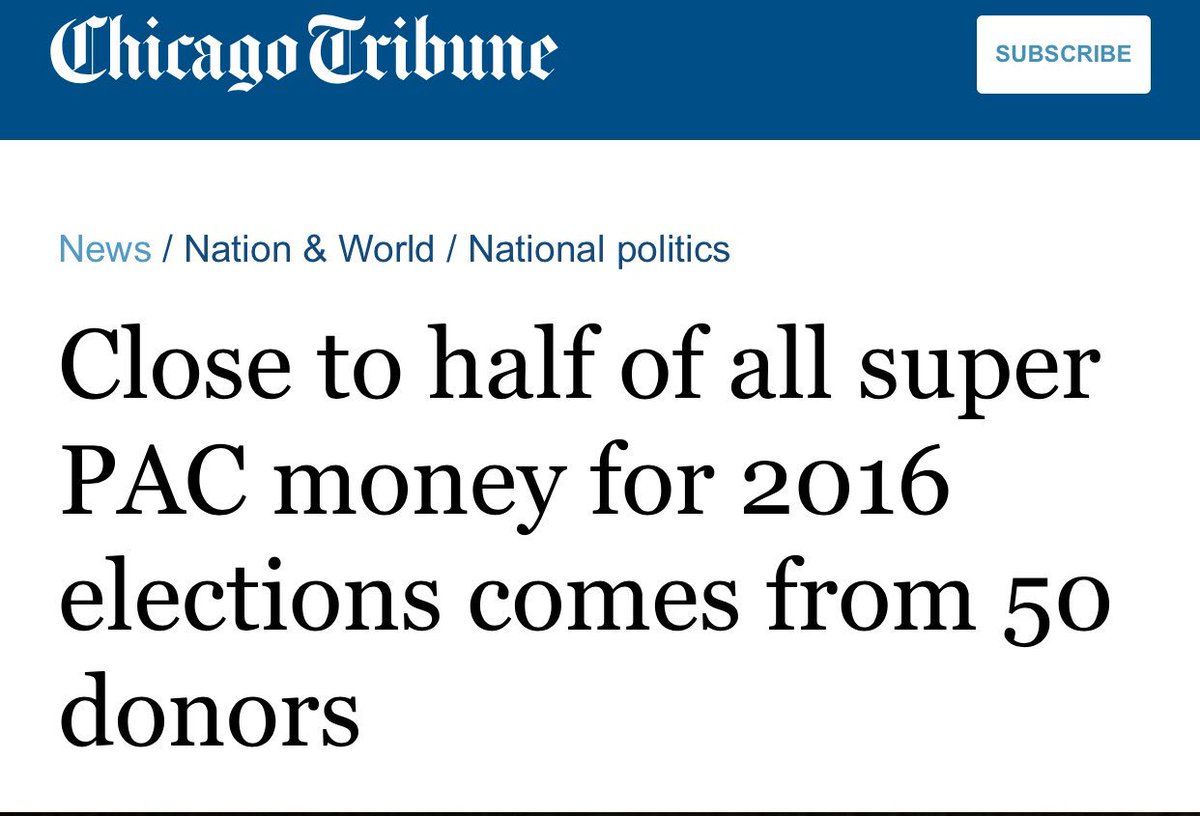 Chicago Tribune
SUBSCRIBE
News / Nation & World / National politics
Close to half of all super
PAC money for 2016
elections comes from 50
donors